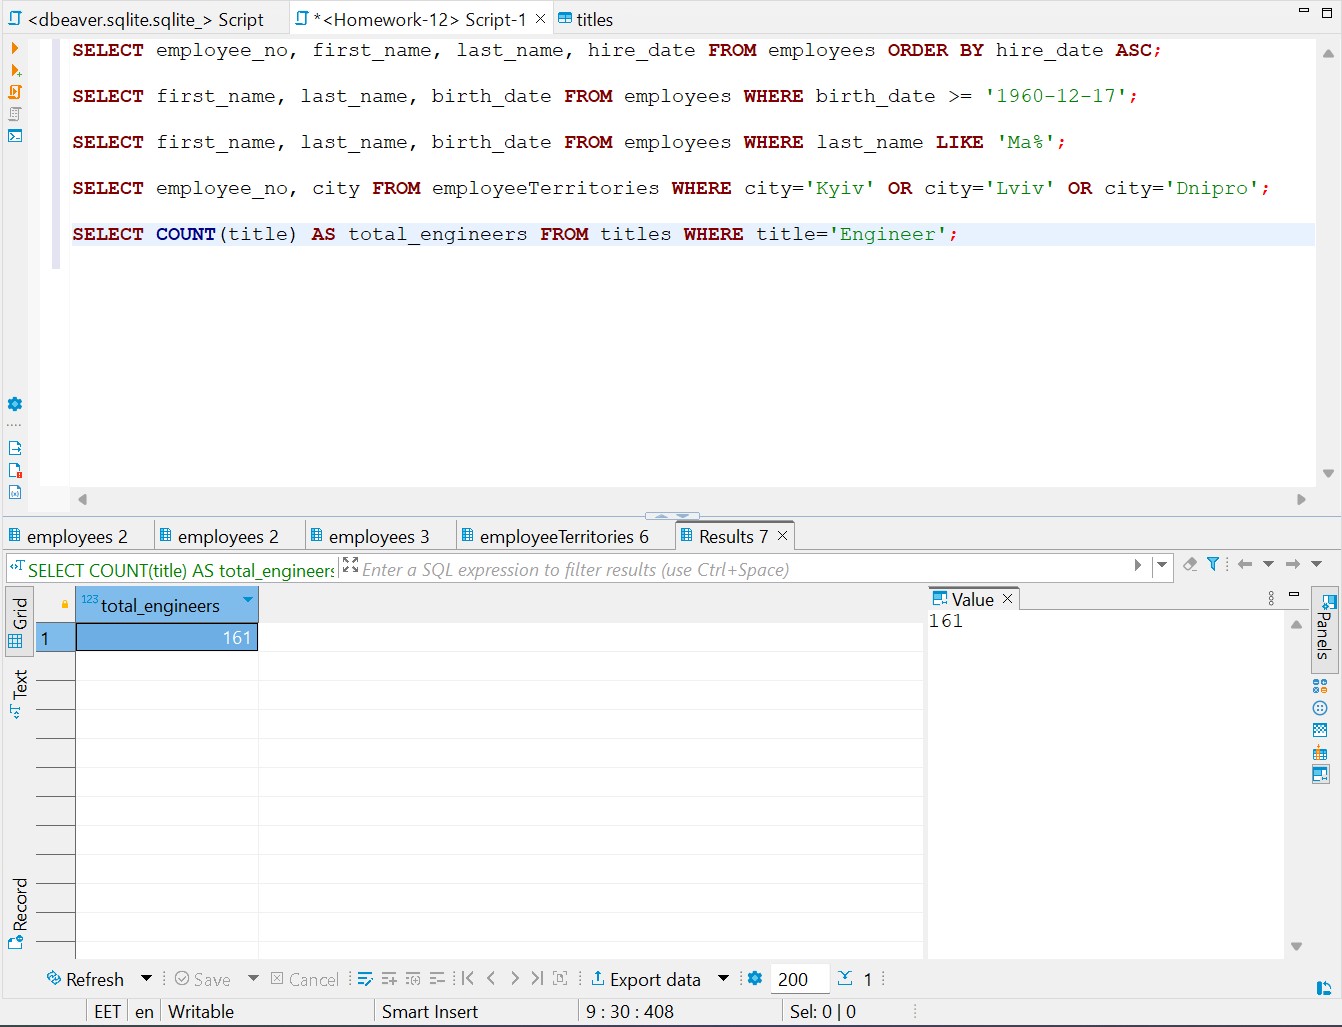 <dbeaver.sqlite.sqlite_> Script
*<Homework-12> Script-1
titles
SELECT employee_no, first_name, last_name, hire_date FROM employees ORDER BY hire_date ASC;
SELECT first_name, last_name, birth_date FROM employees WHERE birth_date >= '1960-12-17';
SELECT first_name, last_name, birth_date FROM employees WHERE last_name LIKE 'Ma%';
SELECT employee_no, city FROM employeeTerritories WHERE city='Kyiv' OR city='Lviv' OR city='Dnipro';
SELECT COUNT(title) AS total_engineers FROM titles WHERE title='Engineer';
employees 2
employees 2
employees 3
employeeTerritories 6
Results 7
SELECT COUNT(title) AS total_engineers
Enter a SQL expression to filter results (use Ctrl+Space)
Grid
Text
Record
123 total_engineers
1
161
Value
161
Panels
Refresh
Save
Cancel
Export data
200
1
EET
en
Writable
Smart Insert
9 : 30 : 408
Sel: 0 | 0